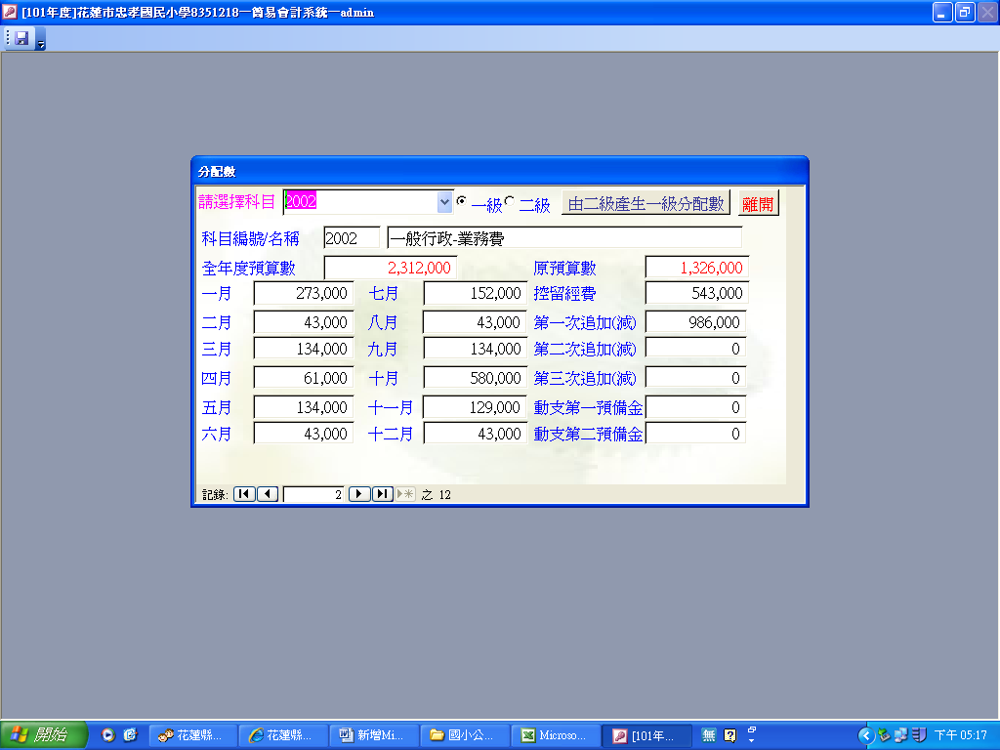 [101年度]花蓮市忠孝國民小學8351218—簡易會計系統—admin
分配數
請選擇科目 2002 一級 二級 由二級產生一級分配數 離開
科目編號/名稱 2002 一般行政-業務費
全年度預算數 2,312,000 原預算數 1,326,000
一月 273,000 七月 152,000 控留經費 543,000
二月 43,000 八月 43,000 第一次追加(減) 986,000
三月 134,000 九月 134,000 第二次追加(減) 0
四月 61,000 十月 580,000 第三次追加(減) 0
五月 134,000 十一月 129,000 動支第一預備金 0
六月 43,000 十二月 43,000 動支第二預備金 0
記錄: 2 之 12
開始 花蓮縣... 花蓮縣... 新增Mi... 國小公... Microso... [101年... 無 下午 05:17